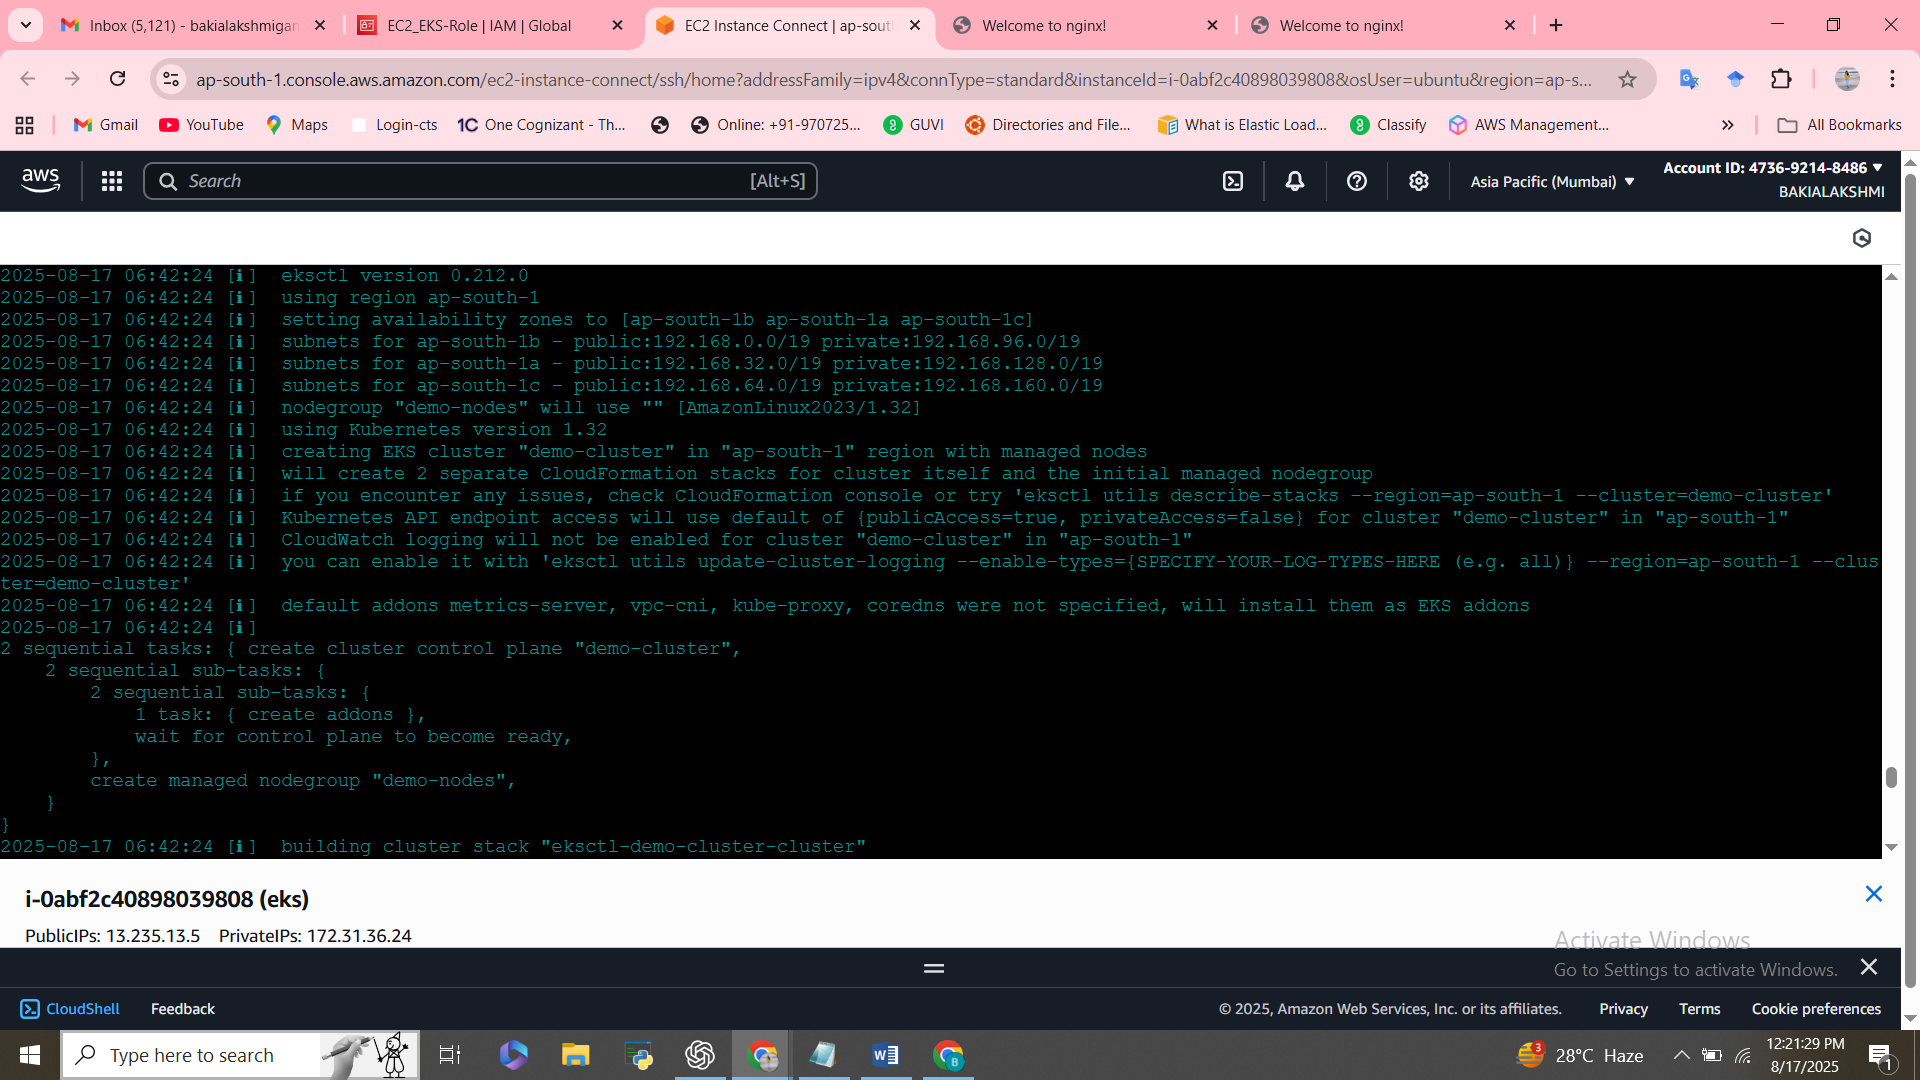 Inbox (5,121) - bakialakshmigan
EC2_EKS-Role | IAM | Global
EC2 Instance Connect | ap-sout
Welcome to nginx!
Welcome to nginx!
ap-south-1.console.aws.amazon.com/ec2-instance-connect/ssh/home?addressFamily=ipv4&connType=standard&instanceId=i-0abf2c40898039808&osUser=ubuntu&region=ap-s...
Gmail
YouTube
Maps
Login-cts
1C One Cognizant - Th...
Online: +91-970725...
GUVI
Directories and File...
What is Elastic Load...
Classify
AWS Management...
»
All Bookmarks
aws
Search
[Alt+S]
Asia Pacific (Mumbai)
Account ID: 4736-9214-8486
BAKIALAKSHMI
2025-08-17 06:42:24 [ℹ]  eksctl version 0.212.0
2025-08-17 06:42:24 [ℹ]  using region ap-south-1
2025-08-17 06:42:24 [ℹ]  setting availability zones to [ap-south-1b ap-south-1a ap-south-1c]
2025-08-17 06:42:24 [ℹ]  subnets for ap-south-1b - public:192.168.0.0/19 private:192.168.96.0/19
2025-08-17 06:42:24 [ℹ]  subnets for ap-south-1a - public:192.168.32.0/19 private:192.168.128.0/19
2025-08-17 06:42:24 [ℹ]  subnets for ap-south-1c - public:192.168.64.0/19 private:192.168.160.0/19
2025-08-17 06:42:24 [ℹ]  nodegroup "demo-nodes" will use "" [AmazonLinux2023/1.32]
2025-08-17 06:42:24 [ℹ]  using Kubernetes version 1.32
2025-08-17 06:42:24 [ℹ]  creating EKS cluster "demo-cluster" in "ap-south-1" region with managed nodes
2025-08-17 06:42:24 [ℹ]  will create 2 separate CloudFormation stacks for cluster itself and the initial managed nodegroup
2025-08-17 06:42:24 [ℹ]  if you encounter any issues, check CloudFormation console or try 'eksctl utils describe-stacks --region=ap-south-1 --cluster=demo-cluster'
2025-08-17 06:42:24 [ℹ]  Kubernetes API endpoint access will use default of {publicAccess=true, privateAccess=false} for cluster "demo-cluster" in "ap-south-1"
2025-08-17 06:42:24 [ℹ]  CloudWatch logging will not be enabled for cluster "demo-cluster" in "ap-south-1"
2025-08-17 06:42:24 [ℹ]  you can enable it with 'eksctl utils update-cluster-logging --enable-types={SPECIFY-YOUR-LOG-TYPES-HERE (e.g. all)} --region=ap-south-1 --clus
ter=demo-cluster'
2025-08-17 06:42:24 [ℹ]  default addons metrics-server, vpc-cni, kube-proxy, coredns were not specified, will install them as EKS addons
2025-08-17 06:42:24 [ℹ]
2 sequential tasks: { create cluster control plane "demo-cluster",
    2 sequential sub-tasks: {
        2 sequential sub-tasks: {
            1 task: { create addons },
            wait for control plane to become ready,
        },
        create managed nodegroup "demo-nodes",
    }
}
2025-08-17 06:42:24 [ℹ]  building cluster stack "eksctl-demo-cluster-cluster"
i-0abf2c40898039808 (eks)
PublicIPs: 13.235.13.5 PrivateIPs: 172.31.36.24
Activate Windows
Go to Settings to activate Windows.
CloudShell
Feedback
© 2025, Amazon Web Services, Inc. or its affiliates.
Privacy
Terms
Cookie preferences
Type here to search
3
28°C Haze
12:21:29 PM
8/17/2025
1